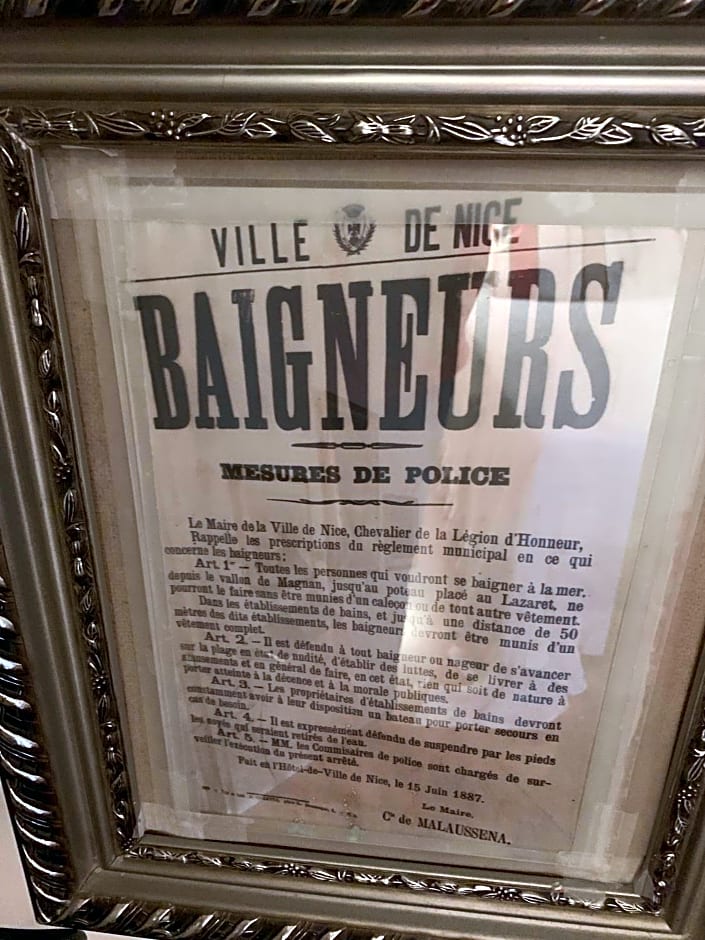 VILLE DE NICE
BAIGNEURS
MESURES DE POLICE
Le Maire de la Ville de Nice, Chevalier de la Légion d'Honneur,
Rappelle les prescriptions du règlement municipal en ce qui
concerne les baigneurs:
Art. 1er — Toutes les personnes qui voudront se baigner à la mer,
depuis le vallon de Magnan, jusqu'au poteau placé au Lazaret, ne
pourront le faire sans être munies d'un caleçon ou de tout autre vêtement.
Dans les établissements de bains, et jusqu'à une distance de 50
mètres des dits établissements, les baigneurs devront être munis d'un
vêtement complet.
Art. 2. — Il est défendu à tout baigneur ou nageur de s'avancer
sur la plage en état de nudité, d'établir des luttes, de se livrer à des
amusements et en général de faire, en cet état, rien qui soit de nature à
porter atteinte à la décence et à la morale publiques.
Art. 3. — Les propriétaires d'établissements de bains devront
constamment avoir à leur disposition un bateau pour porter secours en
cas de besoin.
Art. 4. — Il est expressément défendu de suspendre par les pieds
les noyés qui seraient retirés de l'eau.
Art. 5. — MM. les Commissaires de police sont chargés de sur-
veiller l'exécution du présent arrêté.
Fait en l'Hôtel-de-Ville de Nice, le 15 Juin 1887.
Le Maire,
Cte de MALAUSSENA.